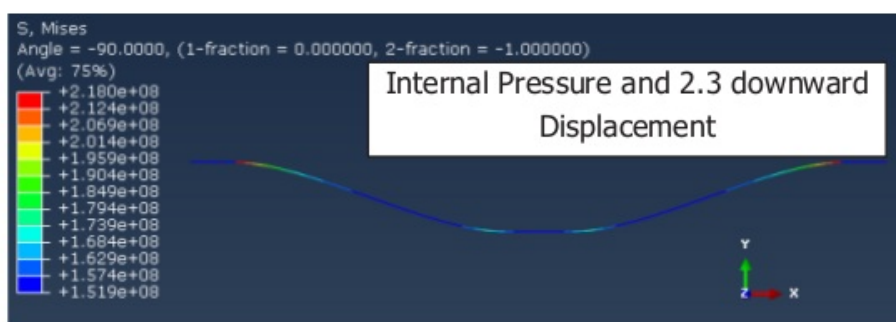 S, Mises
Angle = -90.0000, (1-fraction = 0.000000, 2-fraction = -1.000000)
(Avg: 75%)
+2.180e+08
+2.124e+08
+2.069e+08
+2.014e+08
+1.959e+08
+1.904e+08
+1.849e+08
+1.794e+08
+1.739e+08
+1.684e+08
+1.629e+08
+1.574e+08
+1.519e+08
Internal Pressure and 2.3 downward
Displacement
Y
Z X